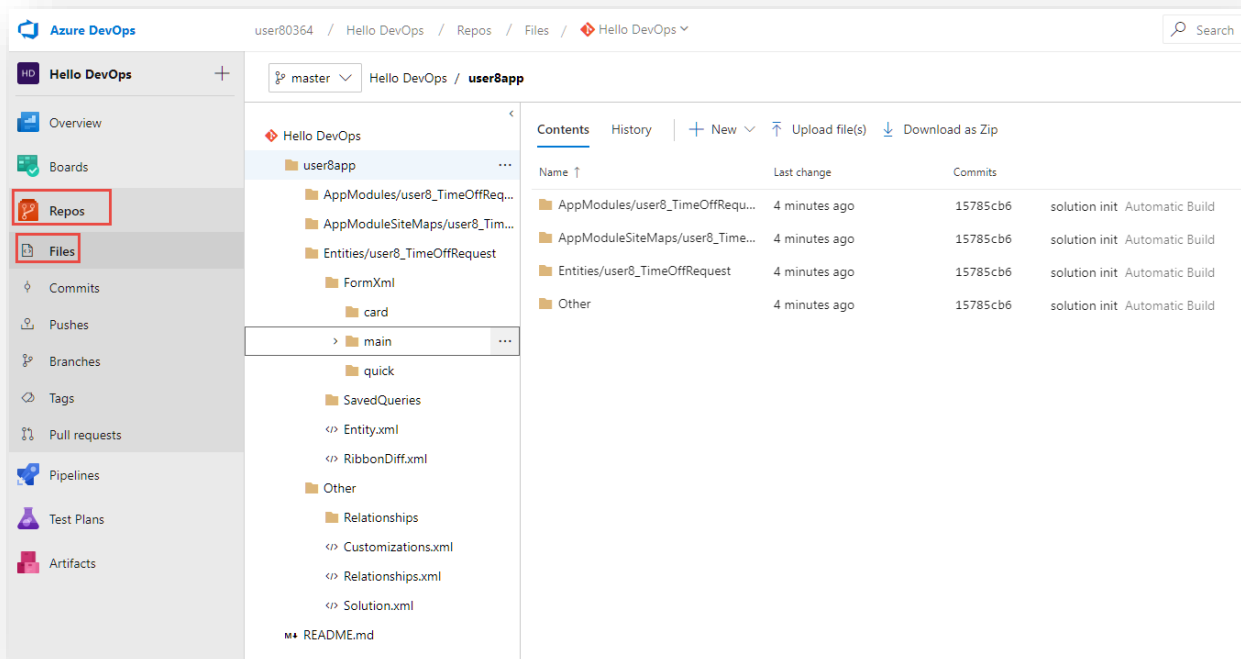 Azure DevOps
user80364 / Hello DevOps / Repos / Files / Hello DevOps
Search
HD Hello DevOps
master Hello DevOps / user8app
Overview
Boards
Repos
Files
Commits
Pushes
Branches
Tags
Pull requests
Pipelines
Test Plans
Artifacts
Hello DevOps
user8app ...
AppModules/user8_TimeOffReq...
AppModuleSiteMaps/user8_Tim...
Entities/user8_TimeOffRequest
FormXml
card
main ...
quick
SavedQueries
Entity.xml
RibbonDiff.xml
Other
Relationships
Customizations.xml
Relationships.xml
Solution.xml
M↓ README.md
Contents History New Upload file(s) Download as Zip
Name ↑ Last change Commits
AppModules/user8_TimeOffRequ... 4 minutes ago 15785cb6 solution init Automatic Build
AppModuleSiteMaps/user8_Time... 4 minutes ago 15785cb6 solution init Automatic Build
Entities/user8_TimeOffRequest 4 minutes ago 15785cb6 solution init Automatic Build
Other 4 minutes ago 15785cb6 solution init Automatic Build